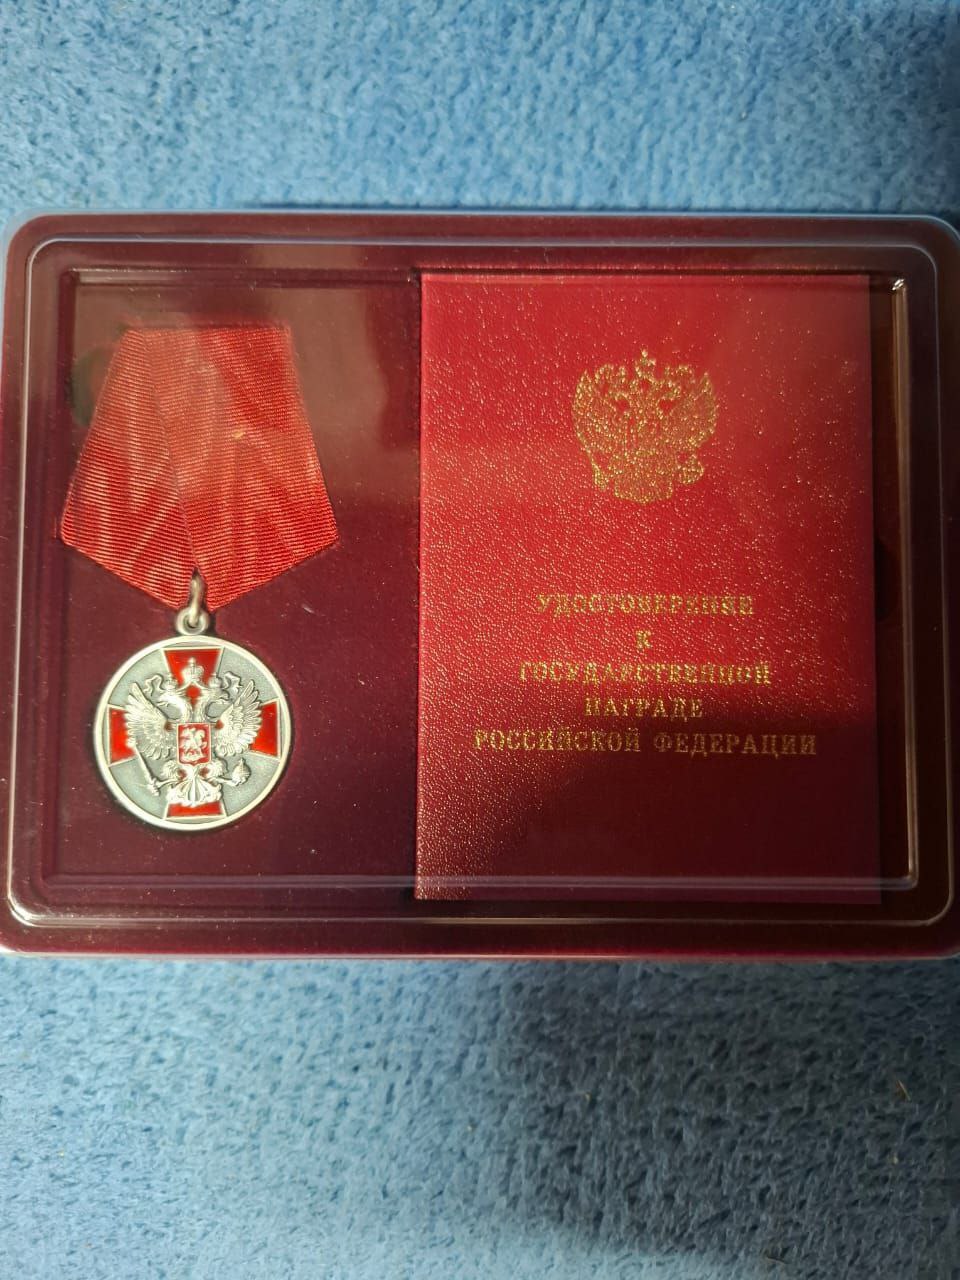 УДОСТОВЕРЕНИЕ
К
ГОСУДАРСТВЕННОЙ
НАГРАДЕ
РОССИЙСКОЙ ФЕДЕРАЦИИ